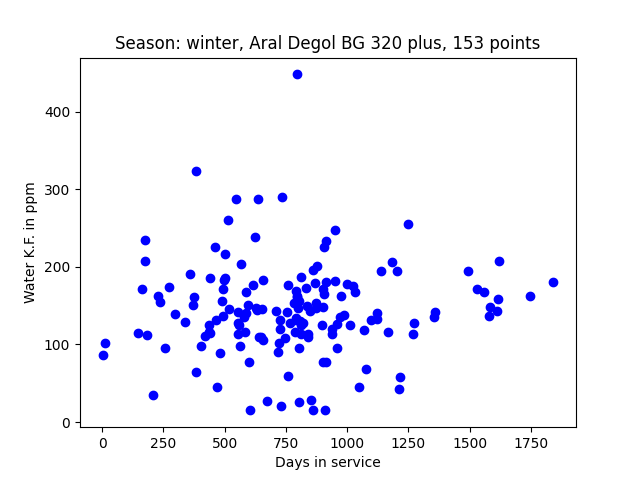 Season: winter, Aral Degol BG 320 plus, 153 points
400
300
200
100
0
Water K.F. in ppm
0 250 500 750 1000 1250 1500 1750
Days in service